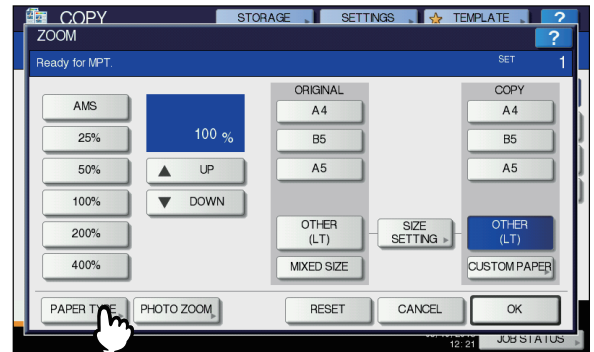 COPY
STORAGE
SETTINGS
TEMPLATE
?
ZOOM
?
Ready for MPT.
SET 1
AMS
25%
50%
100%
200%
400%
100 %
UP
DOWN
ORIGINAL
A4
B5
A5
OTHER
(LT)
MIXED SIZE
SIZE
SETTING
COPY
A4
B5
A5
OTHER
(LT)
CUSTOM PAPER
PAPER TYPE
PHOTO ZOOM
RESET
CANCEL
OK
12:21
JOB STATUS